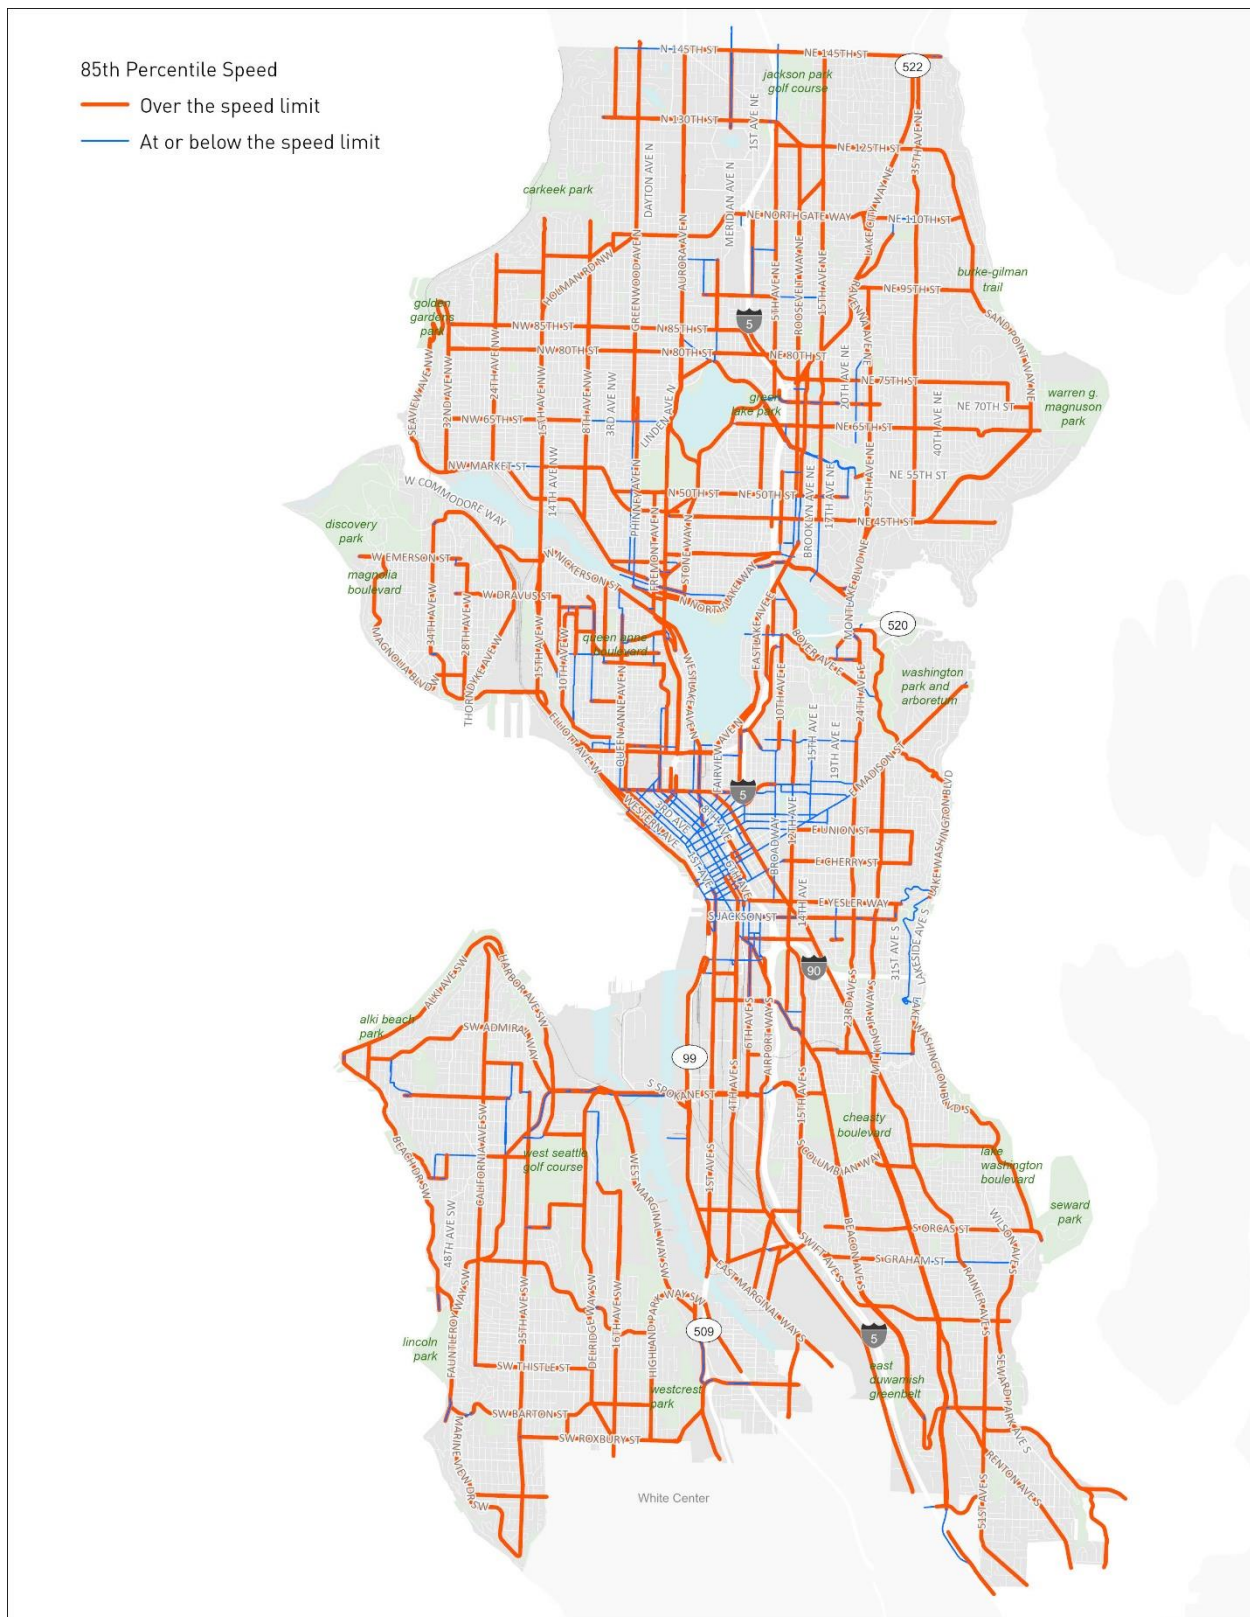 85th Percentile Speed
Over the speed limit
At or below the speed limit
N 145TH ST
NE 145TH ST
522
jackson park
golf course
N 130TH ST
1ST AVE NE
NE 125TH ST
35TH AVE NE
DAYTON AVE N
MERIDIAN AVE N
carkeek park
NE NORTHGATE WAY
NE 110TH ST
LAKE CITY WAY NE
HOLMAN RD NW
GREENWOOD AVE N
AURORA AVE N
5TH AVE NE
ROOSEVELT WAY NE
15TH AVE NE
burke-gilman
trail
RAVENNA AVE NE
NE 95TH ST
golden
gardens
park
SAND POINT WAY NE
NW 85TH ST
N 85TH ST
5
NW 80TH ST
N 80TH ST
NE 80TH ST
SEAVIEW AVE NW
32ND AVE NW
24TH AVE NW
15TH AVE NW
8TH AVE NW
3RD AVE NW
LINDEN AVE N
20TH AVE NE
NE 75TH ST
green
lake park
NE 70TH ST
40TH AVE NE
warren g.
magnuson
park
NW 65TH ST
NE 65TH ST
NW MARKET ST
14TH AVE NW
PHINNEY AVE N
BROOKLYN AVE NE
17TH AVE NE
25TH AVE NE
NE 55TH ST
W COMMODORE WAY
N 50TH ST
NE 50TH ST
NE 45TH ST
discovery
park
FREMONT AVE N
STONE WAY N
W EMERSON ST
W NICKERSON ST
magnolia
boulevard
W DRAVUS ST
N NORTHLAKE WAY
MONTLAKE BLVD NE
520
MAGNOLIA BLVD W
34TH AVE W
28TH AVE W
THORNDYKE AVE W
15TH AVE W
10TH AVE W
queen anne
boulevard
QUEEN ANNE AVE N
WESTLAKE AVE N
EASTLAKE AVE E
BOYER AVE E
10TH AVE E
24TH AVE E
washington
park and
arboretum
ELLIOTT AVE W
FAIRVIEW AVE N
15TH AVE E
19TH AVE E
E MADISON ST
5
WESTERN AVE
3RD AVE
8TH AVE
1ST AVE
6TH AVE
BROADWAY
12TH AVE
E UNION ST
E CHERRY ST
LAKE WASHINGTON BLVD
14TH AVE
E YESLER WAY
S JACKSON ST
31ST AVE S
LAKESIDE AVE S
90
ALKI AVE SW
HARBOR AVE SW
alki beach
park
SW ADMIRAL WAY
99
6TH AVE S
AIRPORT WAY S
23RD AVE S
M L KING JR WAY S
LAKE WASHINGTON BLVD S
S SPOKANE ST
4TH AVE S
15TH AVE S
cheasty
boulevard
BEACH DR SW
CALIFORNIA AVE SW
west seattle
golf course
WEST MARGINAL WAY SW
1ST AVE S
S COLUMBIAN WAY
lake
washington
boulevard
seward
park
48TH AVE SW
S ORCAS ST
WILSON AVE S
SWIFT AVE S
BEACON AVE S
S GRAHAM ST
FAUNTLEROY WAY SW
35TH AVE SW
DELRIDGE WAY SW
16TH AVE SW
HIGHLAND PARK WAY SW
EAST MARGINAL WAY S
RAINIER AVE S
509
5
lincoln
park
SW THISTLE ST
westcrest
park
east
duwamish
greenbelt
SEWARD PARK AVE S
SW BARTON ST
MARINE VIEW DR SW
SW ROXBURY ST
RENTON AVE S
51ST AVE S
White Center